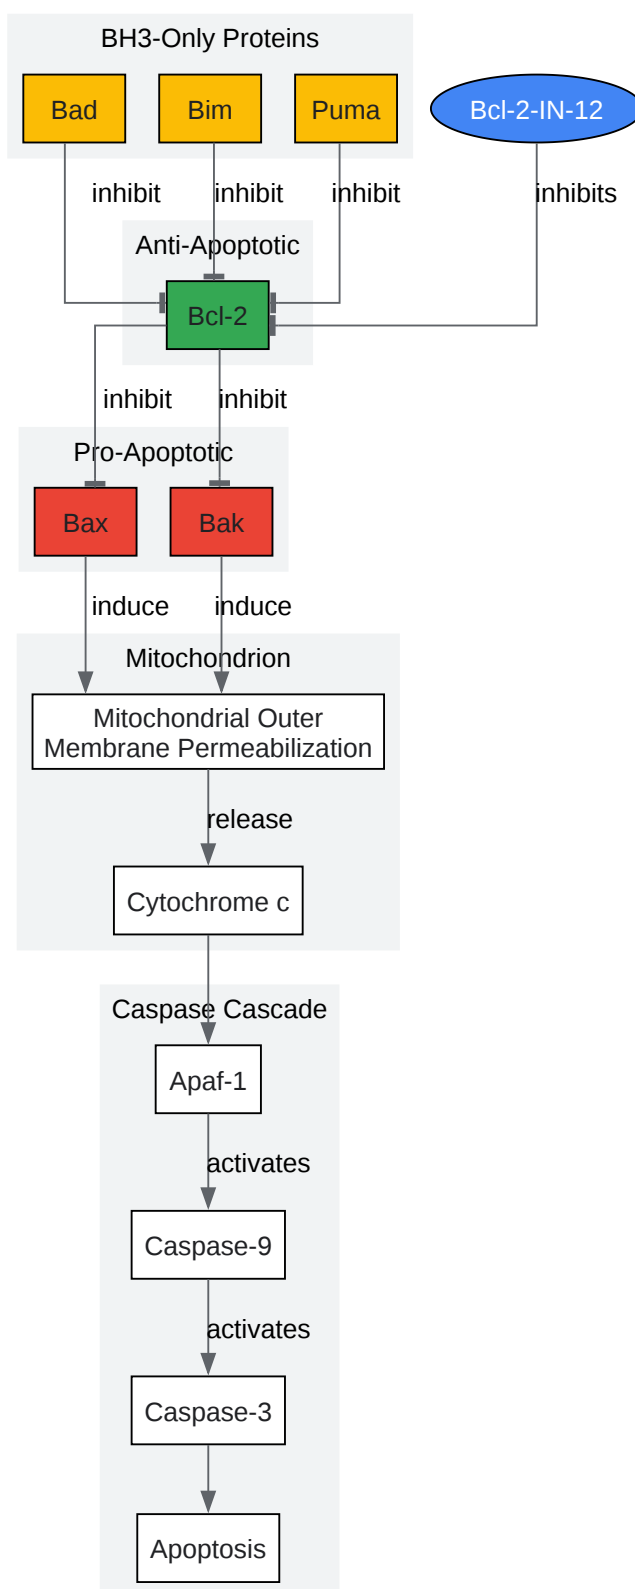 BH3-Only Proteins
Bad
Bim
Puma
Bcl-2-IN-12
inhibit
inhibit
inhibit
inhibits
Anti-Apoptotic
Bcl-2
inhibit
inhibit
Pro-Apoptotic
Bax
Bak
induce
induce
Mitochondrion
Mitochondrial Outer
Membrane Permeabilization
release
Cytochrome c
Caspase Cascade
Apaf-1
activates
Caspase-9
activates
Caspase-3
Apoptosis